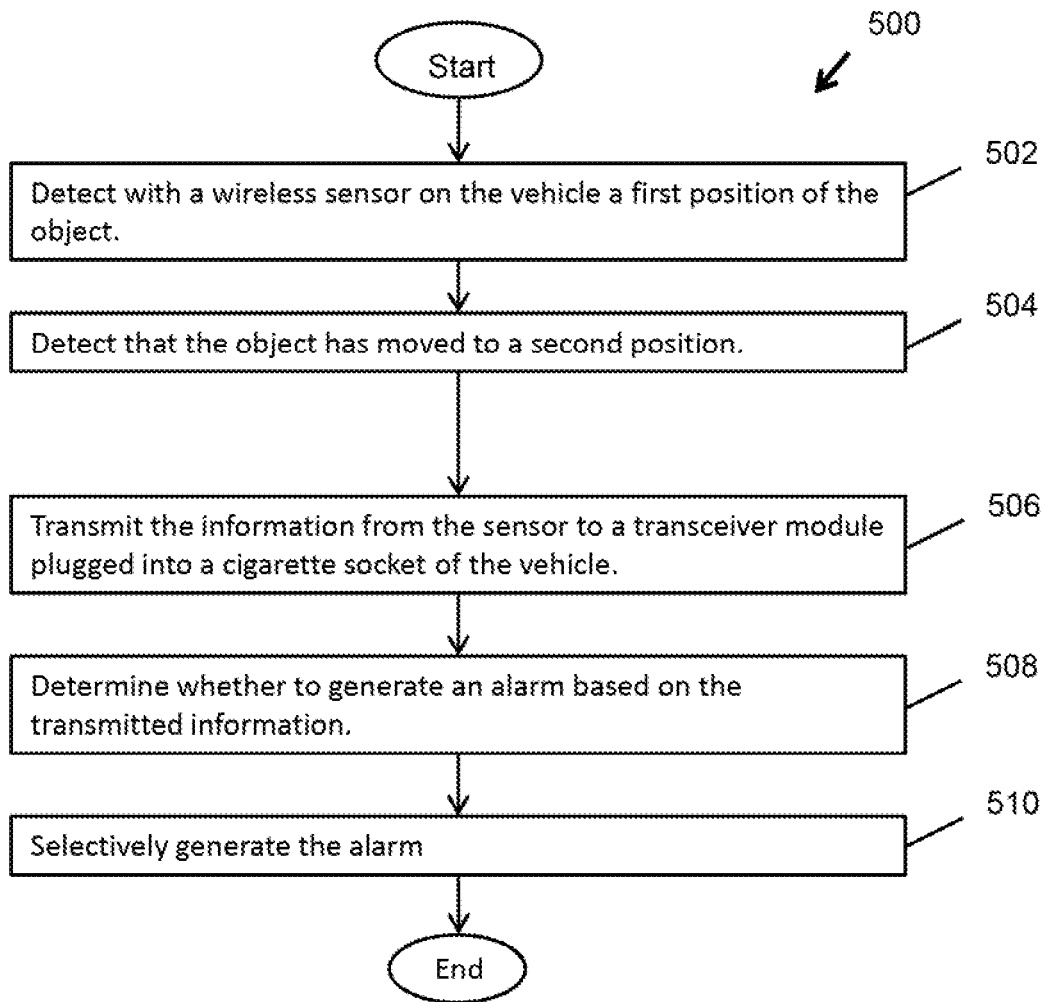 500
Start
502
Detect with a wireless sensor on the vehicle a first position of the
object.
504
Detect that the object has moved to a second position.
506
Transmit the information from the sensor to a transceiver module
plugged into a cigarette socket of the vehicle.
508
Determine whether to generate an alarm based on the
transmitted information.
510
Selectively generate the alarm
End